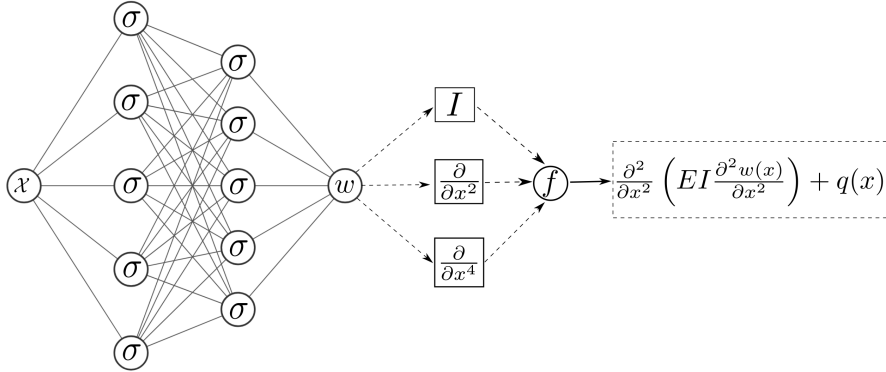 x
σ
σ
σ
σ
σ
σ
σ
σ
σ
σ
w
I
∂/∂x²
∂/∂x⁴
f
∂²/∂x² (EI ∂²w(x)/∂x²) + q(x)